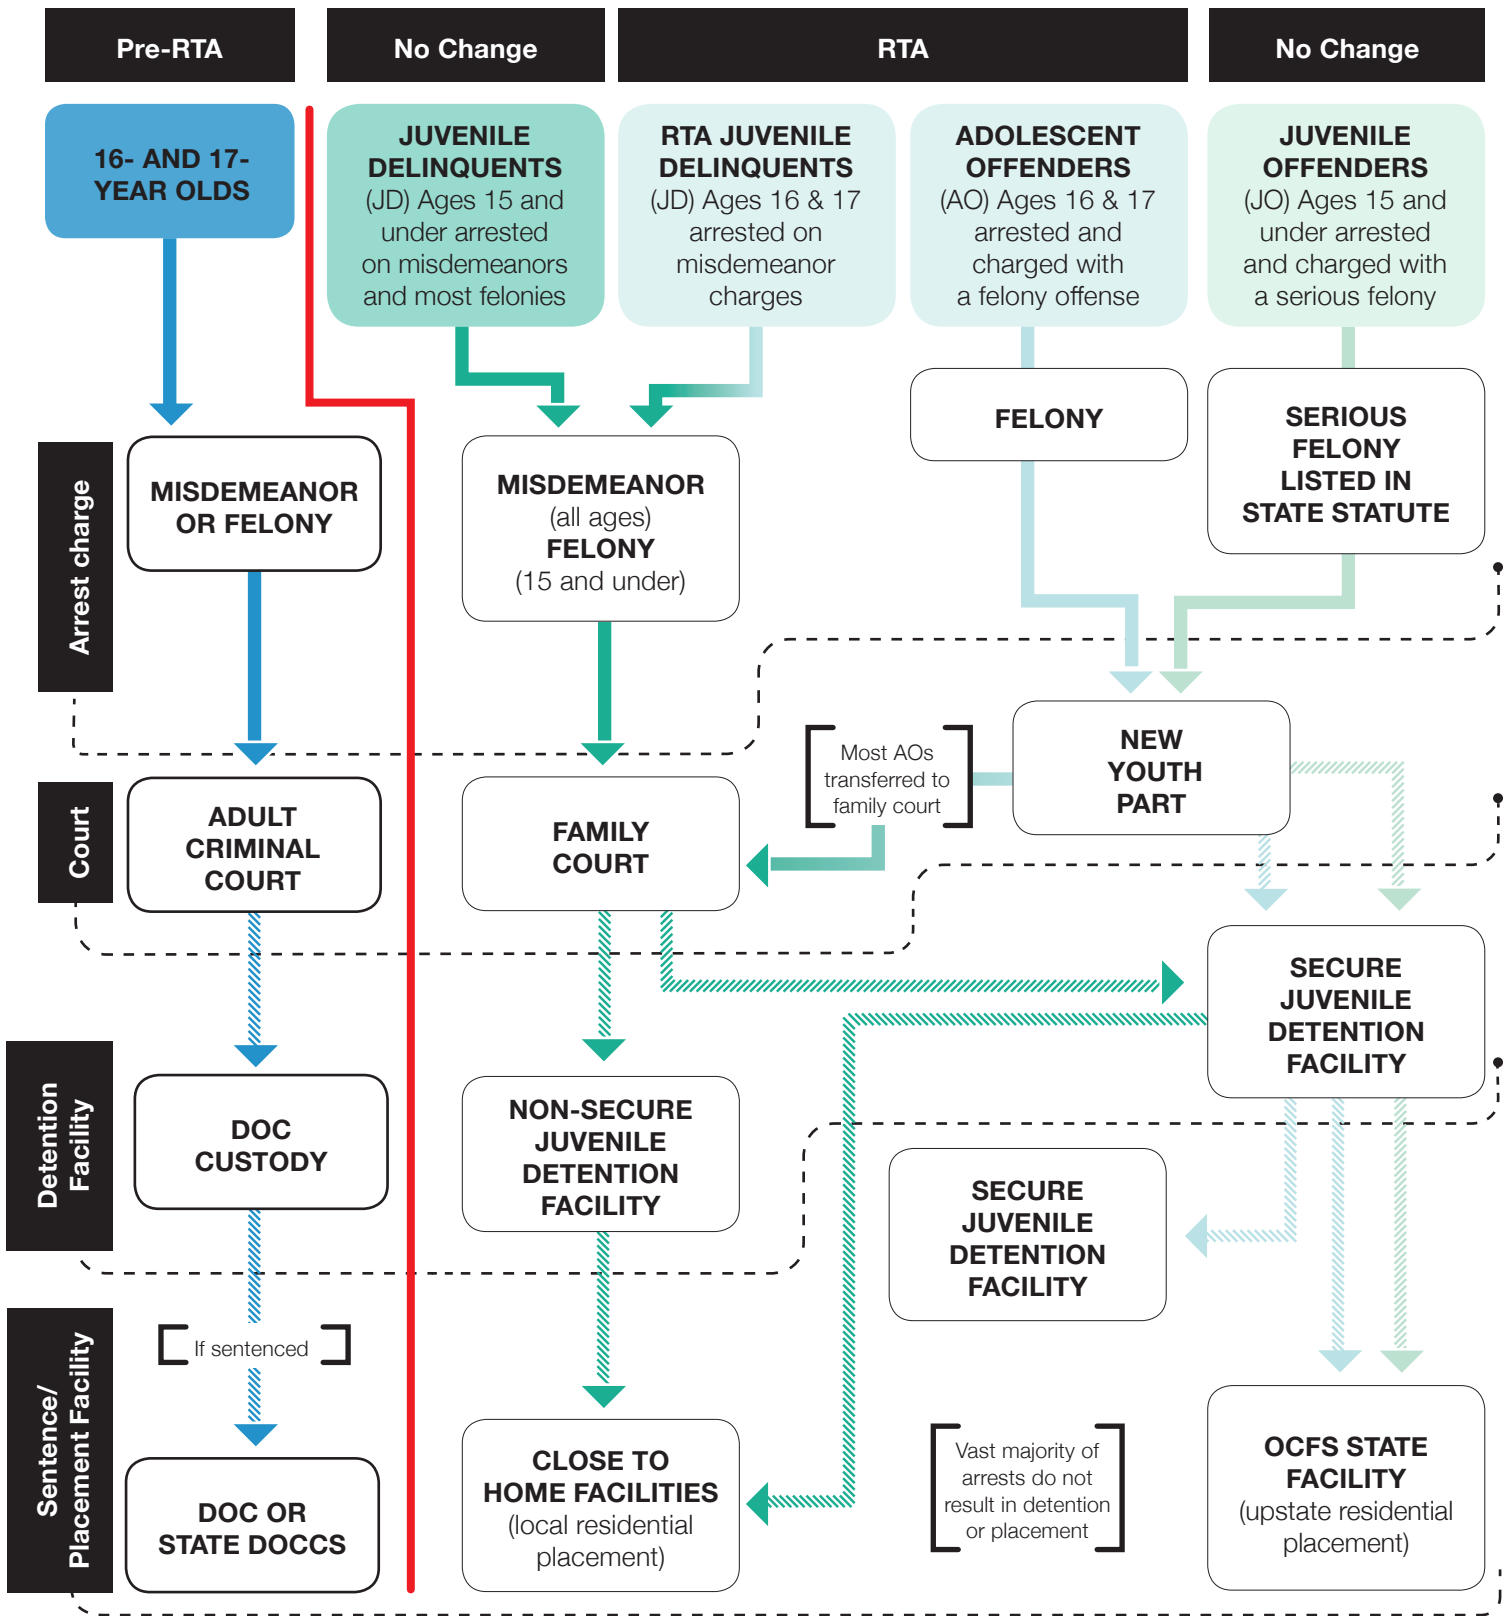 Pre-RTA
No Change
RTA
No Change
16- AND 17-
YEAR OLDS
JUVENILE
DELINQUENTS
(JD) Ages 15 and
under arrested
on misdemeanors
and most felonies
RTA JUVENILE
DELINQUENTS
(JD) Ages 16 & 17
arrested on
misdemeanor
charges
ADOLESCENT
OFFENDERS
(AO) Ages 16 & 17
arrested and
charged with
a felony offense
JUVENILE
OFFENDERS
(JO) Ages 15 and
under arrested
and charged with
a serious felony
Arrest charge
MISDEMEANOR
OR FELONY
MISDEMEANOR
(all ages)
FELONY
(15 and under)
FELONY
SERIOUS
FELONY
LISTED IN
STATE STATUTE
Court
ADULT
CRIMINAL
COURT
FAMILY
COURT
Most AOs
transferred to
family court
NEW
YOUTH
PART
Detention
Facility
DOC
CUSTODY
NON-SECURE
JUVENILE
DETENTION
FACILITY
SECURE
JUVENILE
DETENTION
FACILITY
SECURE
JUVENILE
DETENTION
FACILITY
Sentence/
Placement Facility
If sentenced
DOC OR
STATE DOCCS
CLOSE TO
HOME FACILITIES
(local residential
placement)
Vast majority of
arrests do not
result in detention
or placement
OCFS STATE
FACILITY
(upstate residential
placement)